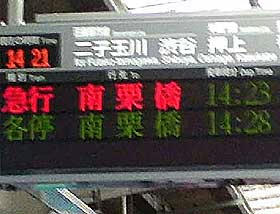 14 21
二子玉川 渋谷 押上
for Futako-tamagawa, Shibuya, Oshiage
急行 南栗橋 14:23
各停 南栗橋 14:28